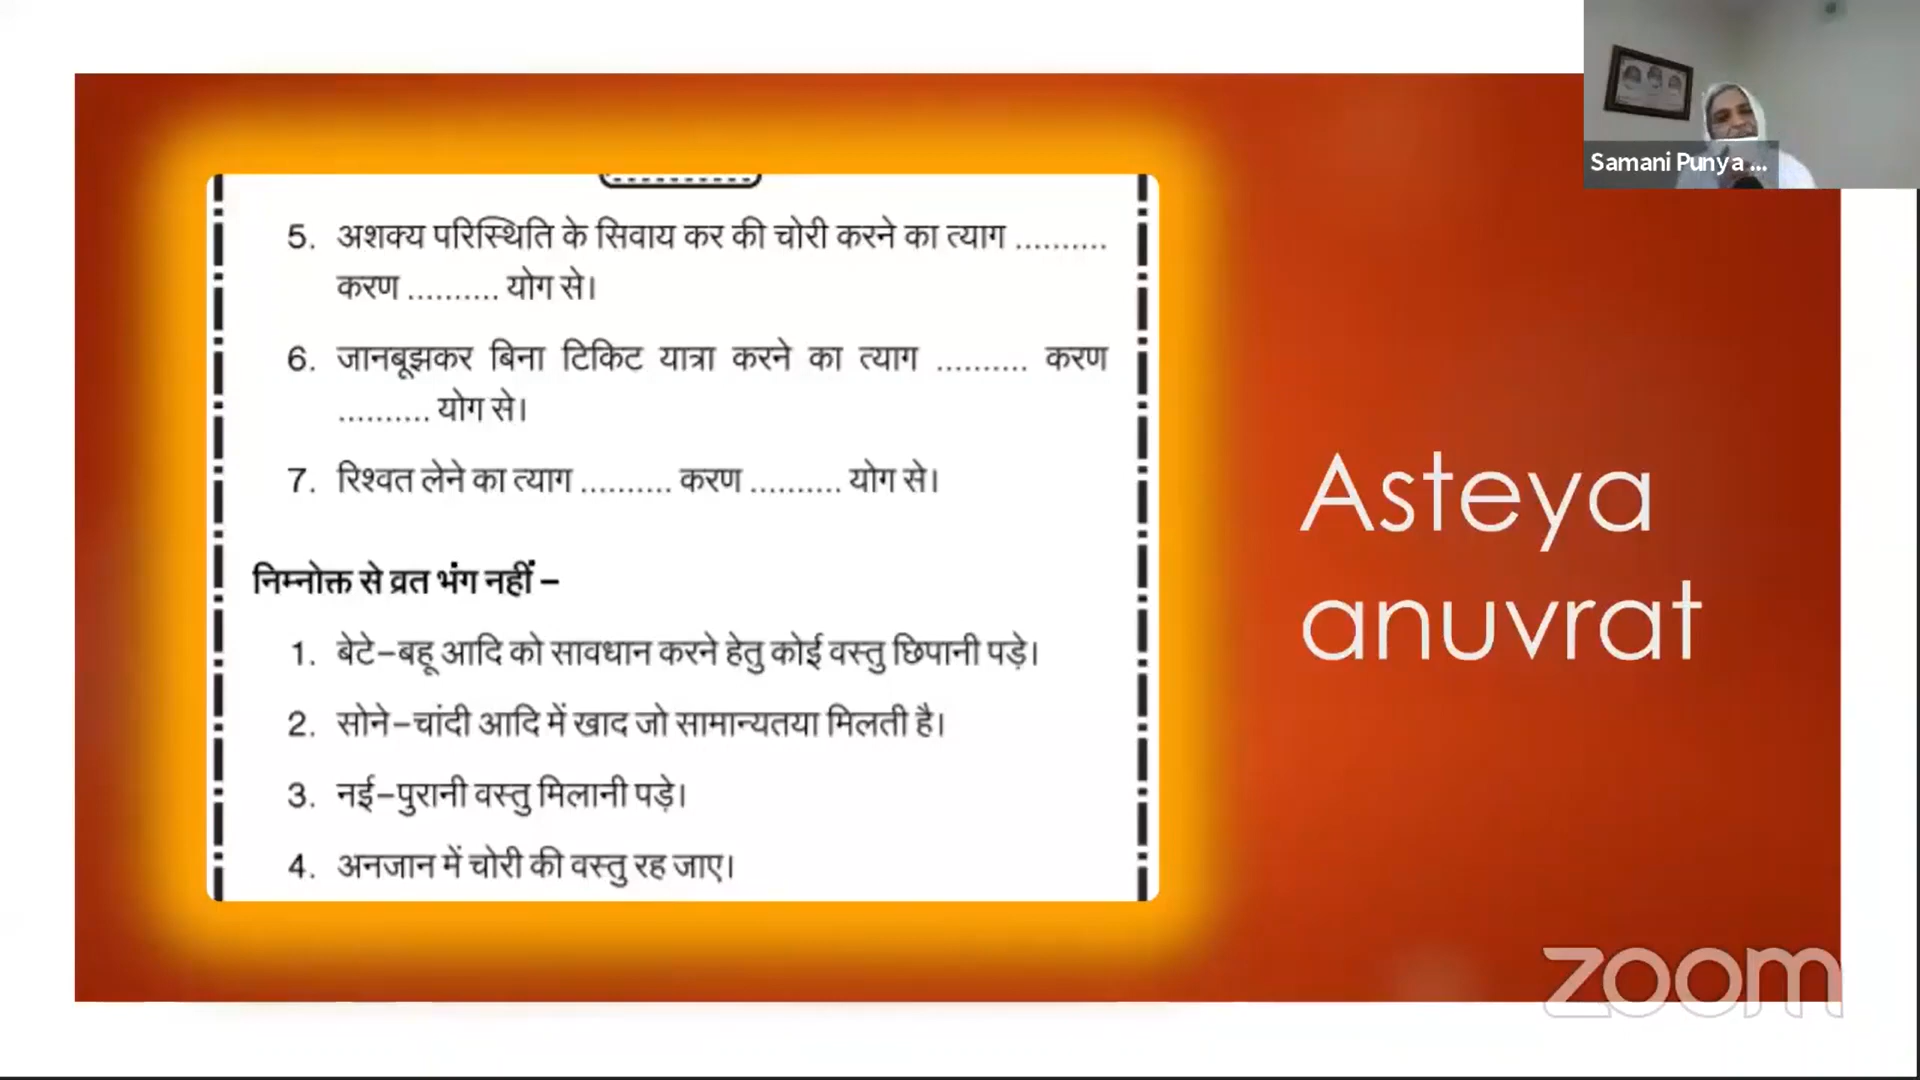 5. अशक्य परिस्थिति के सिवाय कर की चोरी करने का त्याग ..........
करण .......... योग से।
6. जानबूझकर बिना टिकिट यात्रा करने का त्याग .......... करण
.......... योग से।
7. रिश्वत लेने का त्याग .......... करण .......... योग से।
निम्नोक्त से व्रत भंग नहीं –
1. बेटे–बहू आदि को सावधान करने हेतु कोई वस्तु छिपानी पड़े।
2. सोने–चांदी आदि में खाद जो सामान्यतया मिलती है।
3. नई–पुरानी वस्तु मिलानी पड़े।
4. अनजान में चोरी की वस्तु रह जाए।
Asteya
anuvrat
Samani Punya ...
zoom